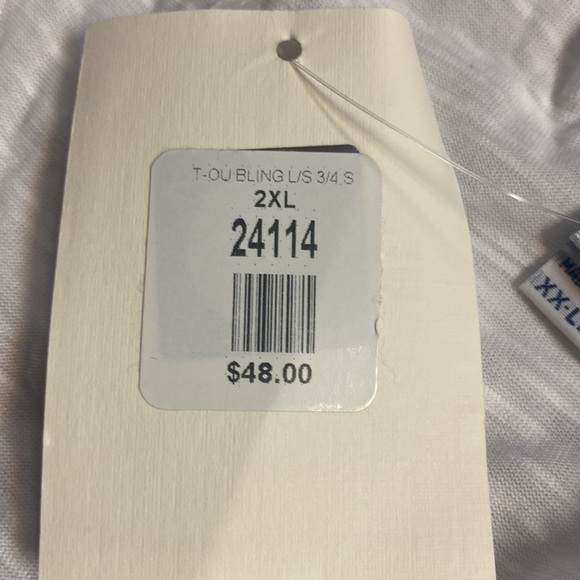 T-OU BLING L/S 3/4 S
2XL
24114
$48.00
XX-L